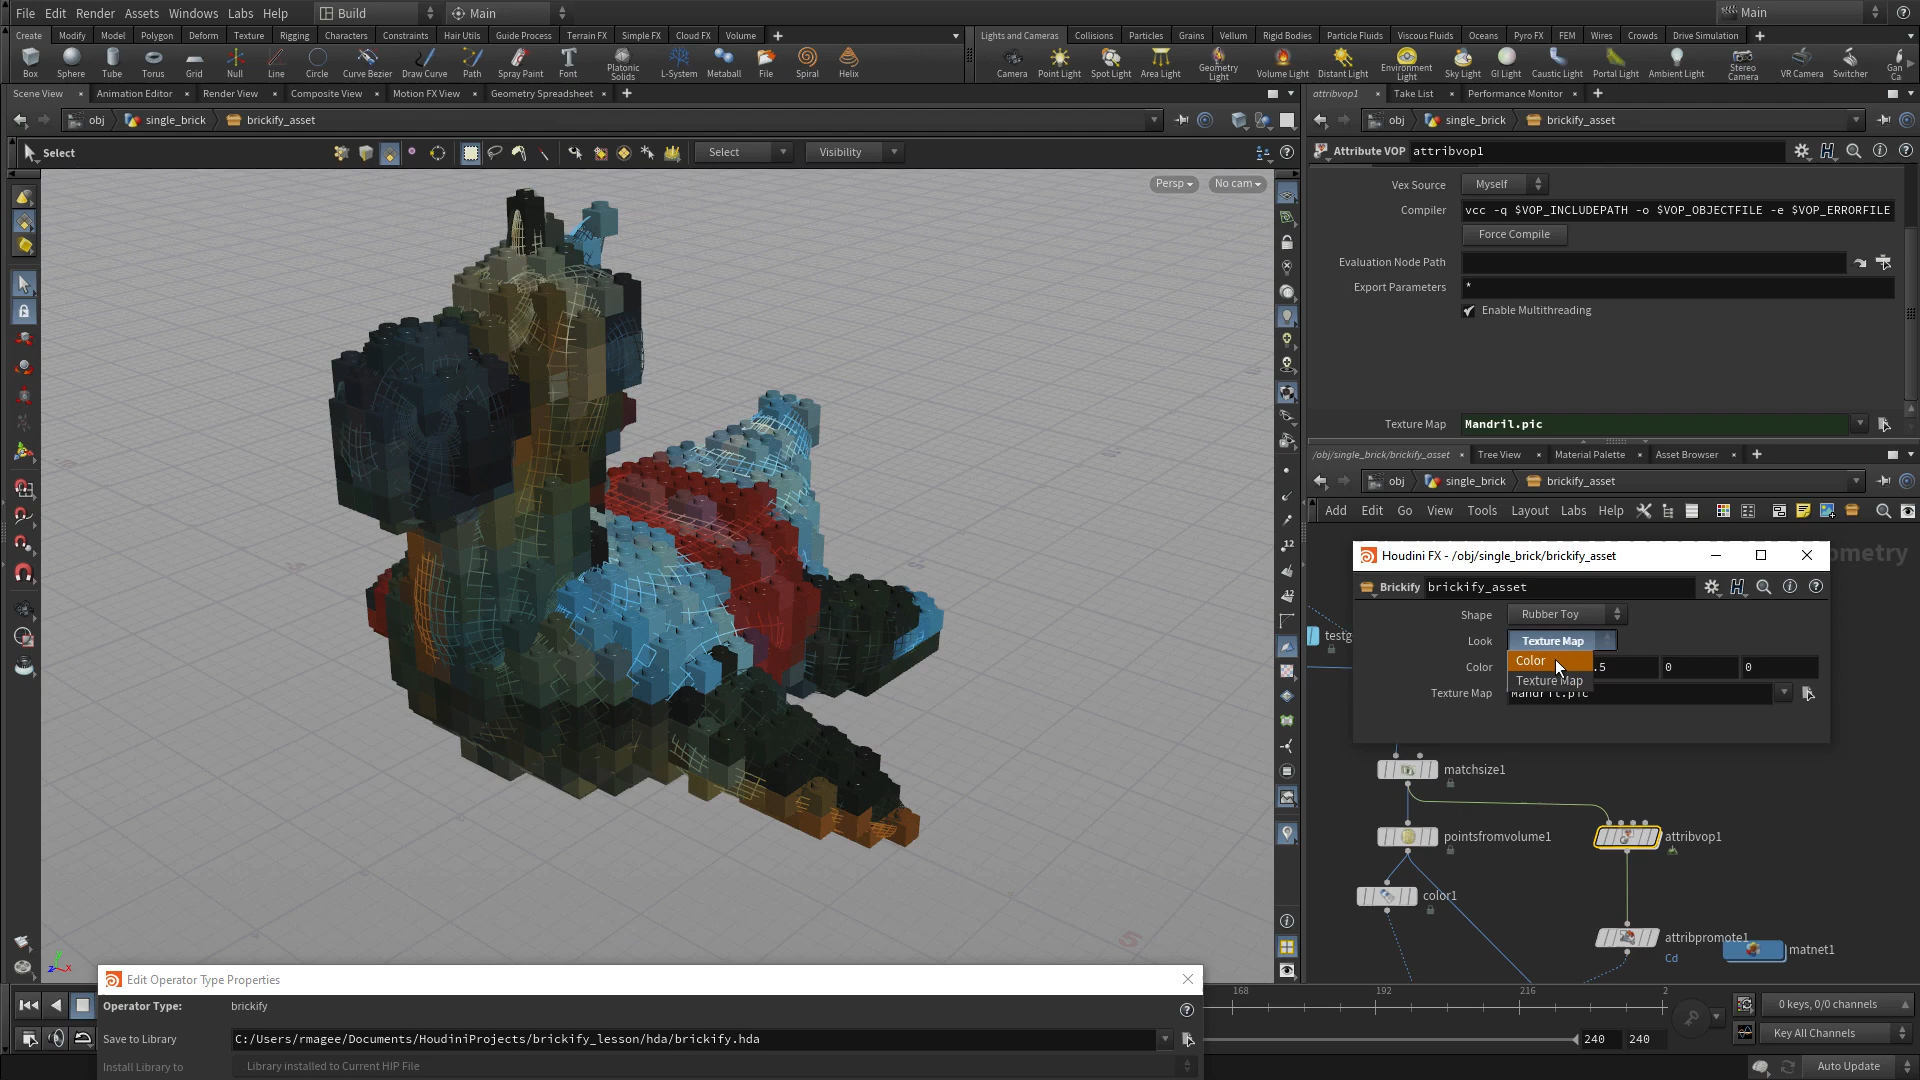 File Edit Render Assets Windows Labs Help Build Main Main
Create Modify Model Polygon Deform Texture Rigging Characters Constraints Hair Utils Guide Process Terrain FX Simple FX Cloud FX Volume
Lights and Cameras Collisions Particles Grains Vellum Rigid Bodies Particle Fluids Viscous Fluids Oceans Pyro FX FEM Wires Crowds Drive Simulation
Box Sphere Tube Torus Grid Null Line Circle Curve Bezier Draw Curve Path Spray Paint Font Platonic Solids L-System Metaball File Spiral Helix
Camera Point Light Spot Light Area Light Geometry Light Volume Light Distant Light Environment Light Sky Light GI Light Caustic Light Portal Light Ambient Light Stereo Camera VR Camera Switcher Gan Ca
Scene View Animation Editor Render View Composite View Motion FX View Geometry Spreadsheet
attribvop1 Take List Performance Monitor
obj single_brick brickify_asset
obj single_brick brickify_asset
Select Select Visibility
Attribute VOP attribvop1
Persp No cam
Vex Source Myself
Compiler vcc -q $VOP_INCLUDEPATH -o $VOP_OBJECTFILE -e $VOP_ERRORFILE
Force Compile
Evaluation Node Path
Export Parameters *
Enable Multithreading
Texture Map Mandril.pic
/obj/single_brick/brickify_asset Tree View Material Palette Asset Browser
obj single_brick brickify_asset
Add Edit Go View Tools Layout Labs Help
Houdini FX - /obj/single_brick/brickify_asset
Brickify brickify_asset
Shape Rubber Toy
Look Texture Map
Color
Texture Map
Color .5 0 0
Texture Map Mandril.pic
testg
matchsize1
pointsfromvolume1
attribvop1
color1
attribpromote1
Cd
matnet1
Edit Operator Type Properties
Operator Type: brickify
Save to Library C:/Users/rmagee/Documents/HoudiniProjects/brickify_lesson/hda/brickify.hda
Install Library to Library installed to Current HIP File
168 192 216 2
240 240
0 keys, 0/0 channels
Key All Channels
Auto Update